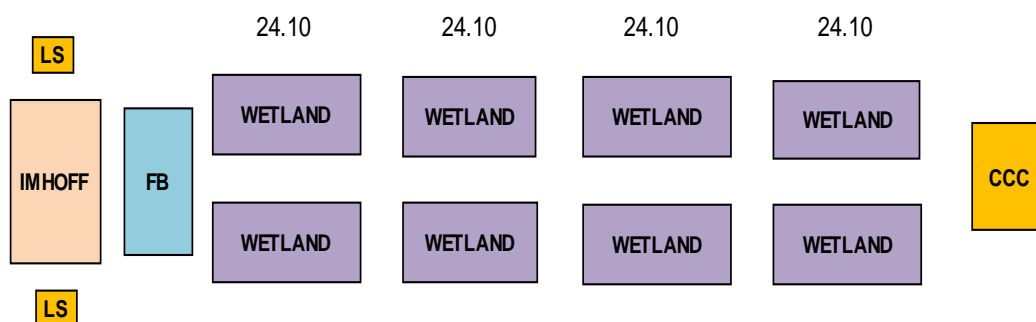 24.10 24.10 24.10 24.10
LS
WETLAND WETLAND WETLAND WETLAND
IMHOFF FB CCC
WETLAND WETLAND WETLAND WETLAND
LS